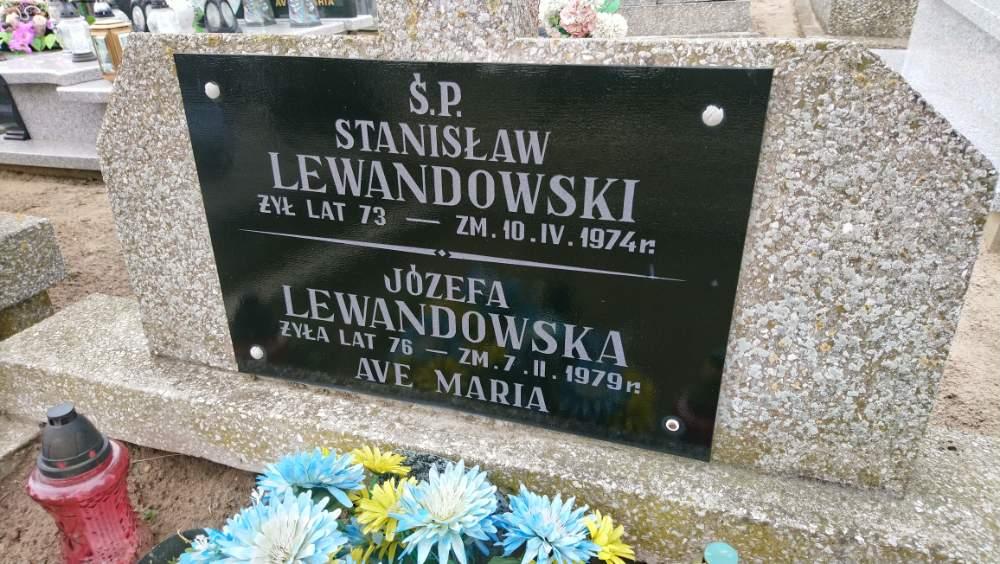 Ś.P.
STANISŁAW
LEWANDOWSKI
ŻYŁ LAT 73 — ZM. 10. IV. 1974 r.
JÓZEFA
LEWANDOWSKA
ŻYŁA LAT 76 — ZM. 7. II. 1979 r.
AVE MARIA